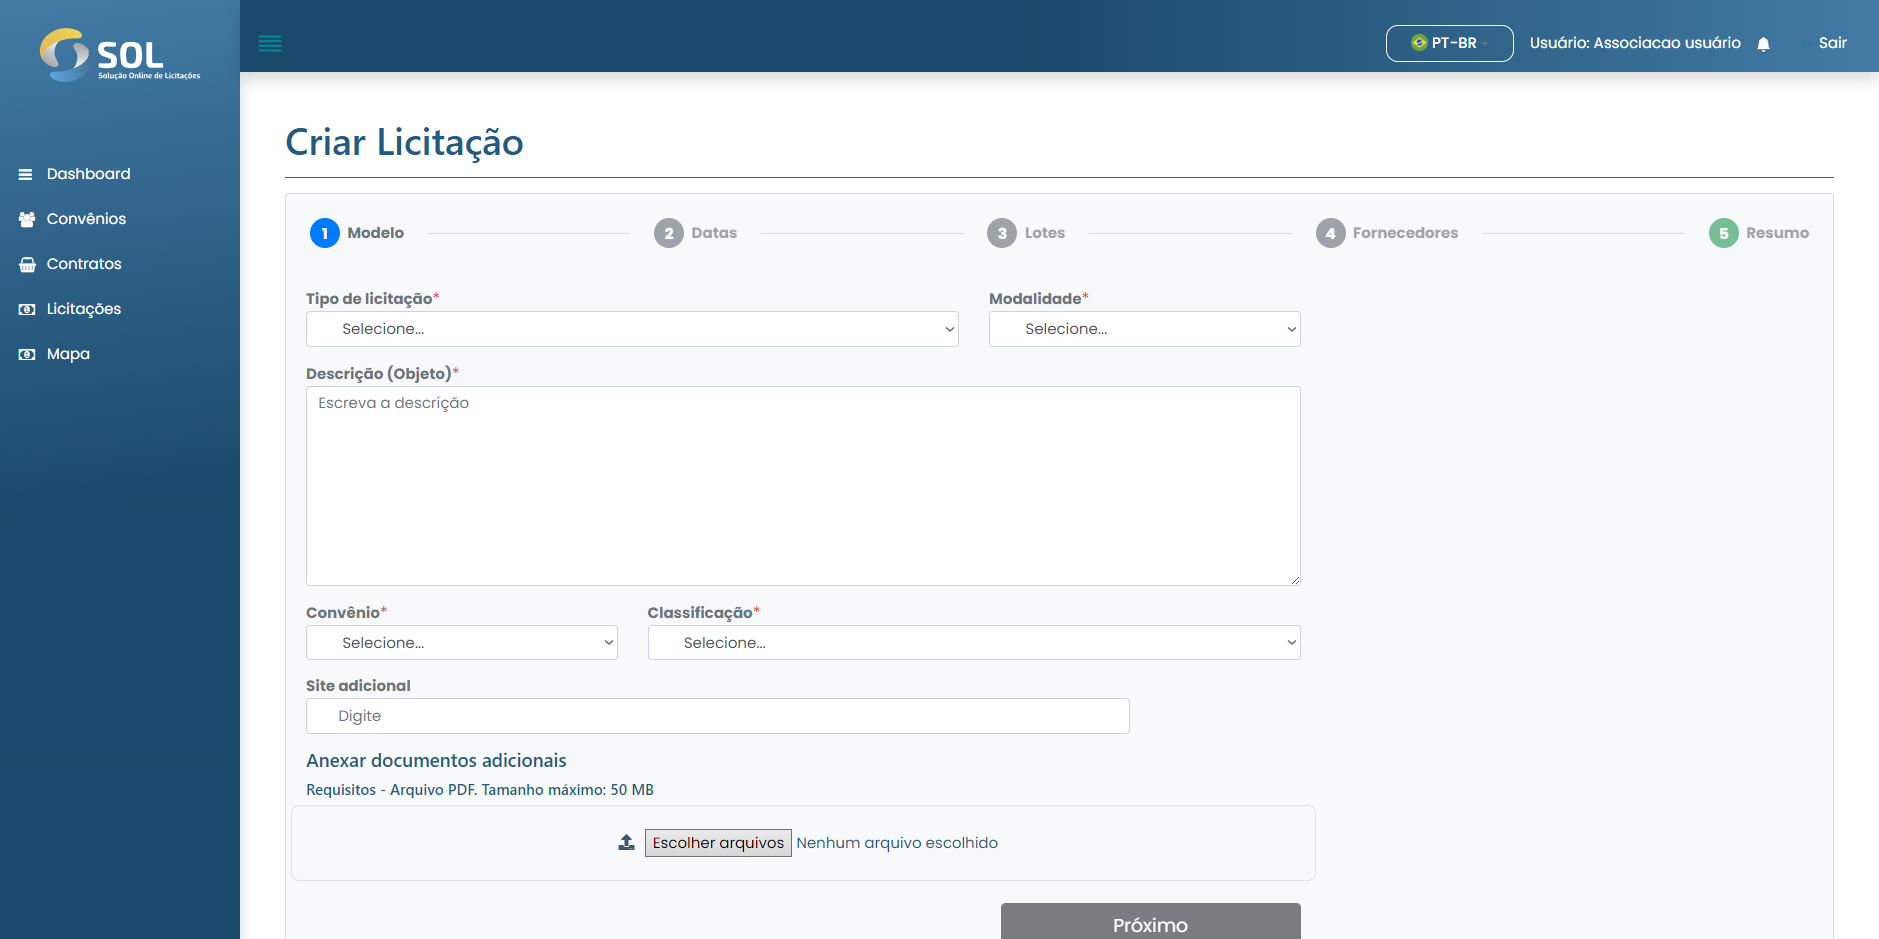 SOL
Solução Online de Licitações
PT-BR
Usuário: Associacao usuário
Sair
Dashboard
Convênios
Contratos
Licitações
Mapa
Criar Licitação
1 Modelo
2 Datas
3 Lotes
4 Fornecedores
5 Resumo
Tipo de licitação*
Modalidade*
Selecione...
Selecione...
Descrição (Objeto)*
Escreva a descrição
Convênio*
Classificação*
Selecione...
Selecione...
Site adicional
Digite
Anexar documentos adicionais
Requisitos - Arquivo PDF. Tamanho máximo: 50 MB
Escolher arquivos Nenhum arquivo escolhido
Próximo